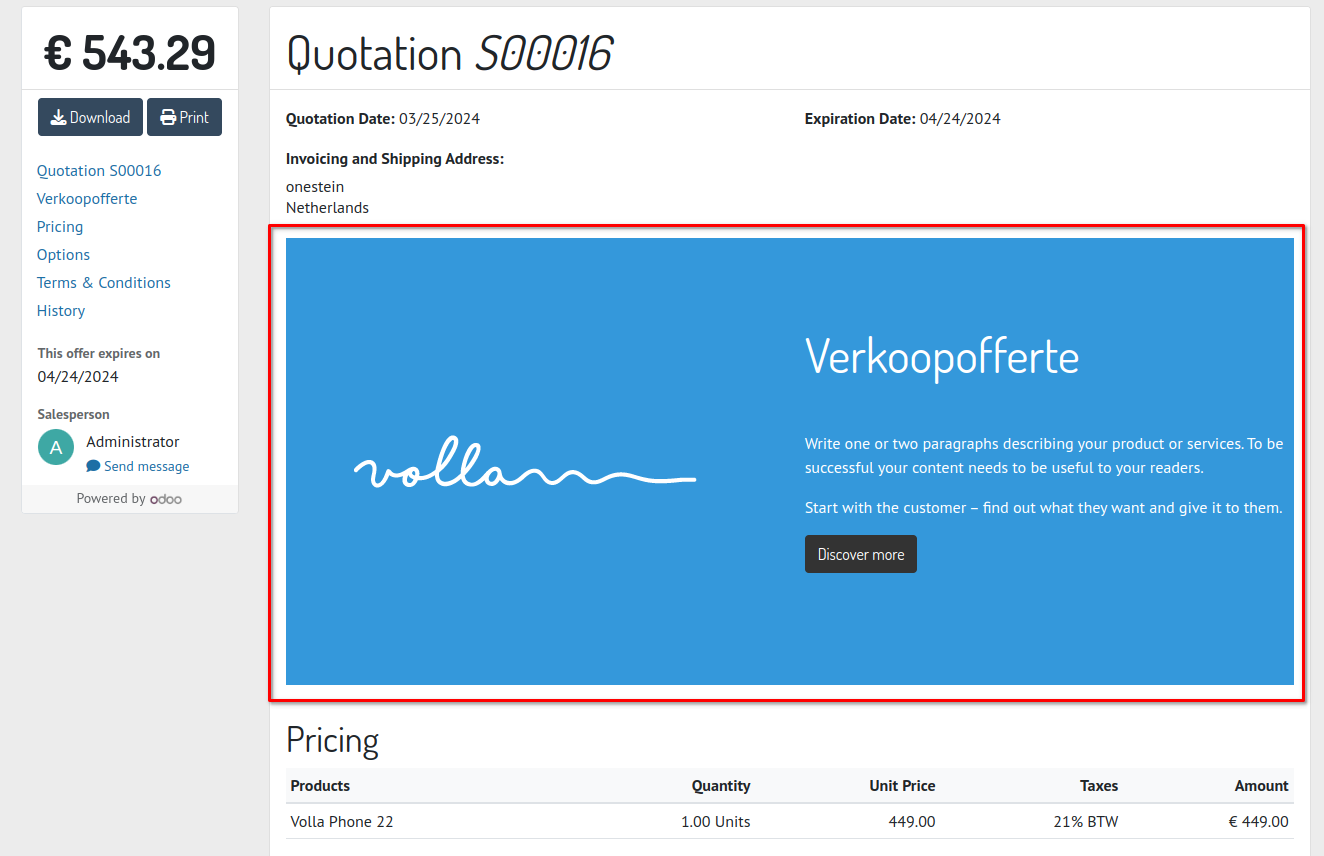 € 543.29
Download
Print
Quotation S00016
Verkoopofferte
Pricing
Options
Terms & Conditions
History
This offer expires on
04/24/2024
Salesperson
A
Administrator
Send message
Powered by odoo
Quotation S00016
Quotation Date: 03/25/2024
Expiration Date: 04/24/2024
Invoicing and Shipping Address:
onestein
Netherlands
volla
Verkoopofferte
Write one or two paragraphs describing your product or services. To be
successful your content needs to be useful to your readers.
Start with the customer – find out what they want and give it to them.
Discover more
Pricing
Products Quantity Unit Price Taxes Amount
Volla Phone 22 1.00 Units 449.00 21% BTW € 449.00